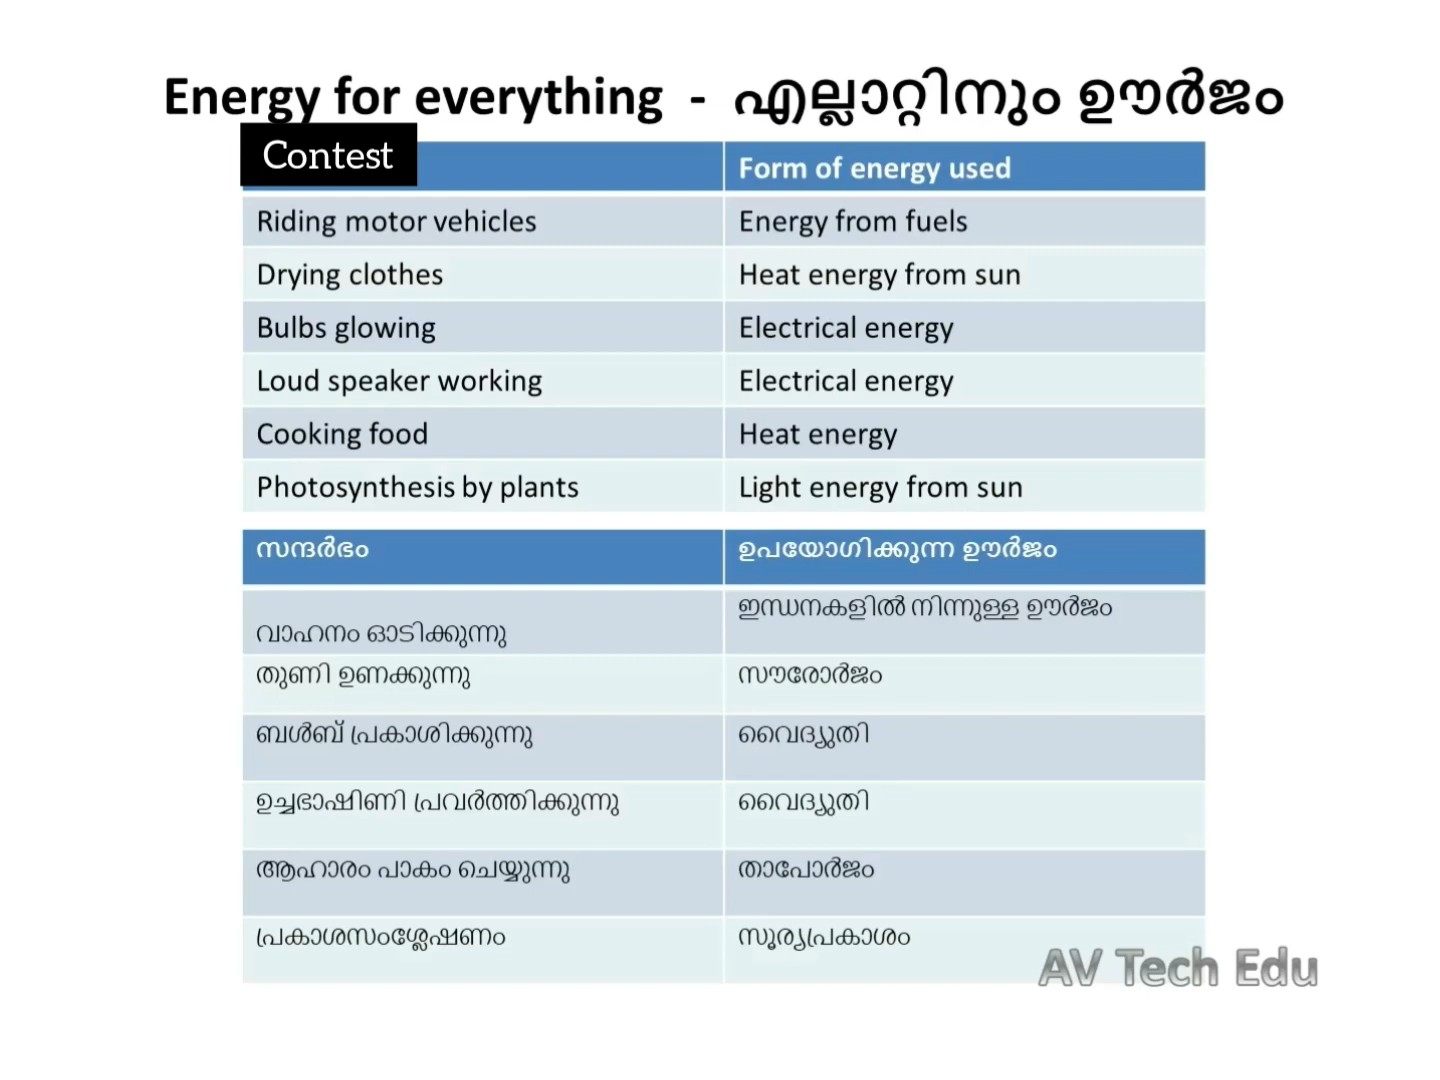 Energy for everything - എല്ലാറ്റിനും ഊർജം
Contest
Form of energy used
Riding motor vehicles
Energy from fuels
Drying clothes
Heat energy from sun
Bulbs glowing
Electrical energy
Loud speaker working
Electrical energy
Cooking food
Heat energy
Photosynthesis by plants
Light energy from sun
സന്ദർഭം
ഉപയോഗിക്കുന്ന ഊർജം
വാഹനം ഓടിക്കുന്നു
ഇന്ധനകളിൽ നിന്നുള്ള ഊർജം
തുണി ഉണക്കുന്നു
സൗരോർജം
ബൾബ് പ്രകാശിക്കുന്നു
വൈദ്യുതി
ഉച്ചഭാഷിണി പ്രവർത്തിക്കുന്നു
വൈദ്യുതി
ആഹാരം പാകം ചെയ്യുന്നു
താപോർജം
പ്രകാശസംശ്ലേഷണം
സൂര്യപ്രകാശം
AV Tech Edu